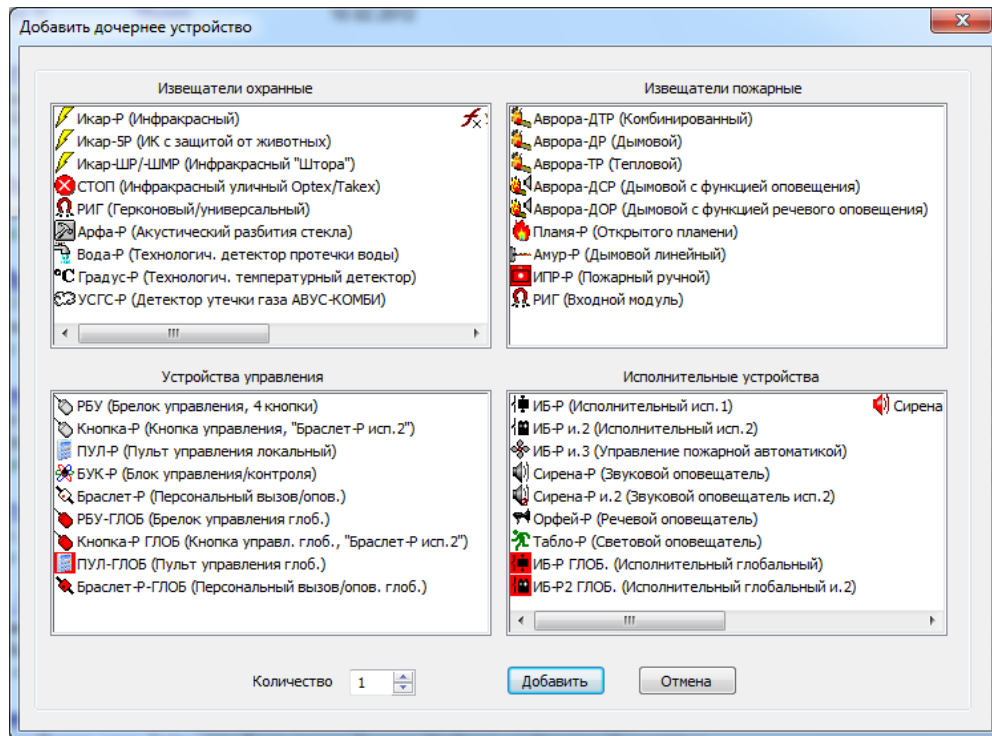 Добавить дочернее устройство
Извещатели охранные
Икар-Р (Инфракрасный)
Икар-5Р (ИК с защитой от животных)
Икар-ШР/-ШМР (Инфракрасный "Штора")
СТОП (Инфракрасный уличный Optex/Takex)
РИГ (Герконовый/универсальный)
Арфа-Р (Акустический разбития стекла)
Вода-Р (Технологич. детектор протечки воды)
°C Градус-Р (Технологич. температурный детектор)
УСГС-Р (Детектор утечки газа АВУС-КОМБИ)
Извещатели пожарные
Аврора-ДТР (Комбинированный)
Аврора-ДР (Дымовой)
Аврора-ТР (Тепловой)
Аврора-ДСР (Дымовой с функцией оповещения)
Аврора-ДОР (Дымовой с функцией речевого оповещения)
Пламя-Р (Открытого пламени)
Амур-Р (Дымовой линейный)
ИПР-Р (Пожарный ручной)
РИГ (Входной модуль)
Устройства управления
РБУ (Брелок управления, 4 кнопки)
Кнопка-Р (Кнопка управления, "Браслет-Р исп.2")
ПУЛ-Р (Пульт управления локальный)
БУК-Р (Блок управления/контроля)
Браслет-Р (Персональный вызов/опов.)
РБУ-ГЛОБ (Брелок управления глоб.)
Кнопка-Р ГЛОБ (Кнопка управл. глоб., "Браслет-Р исп.2")
ПУЛ-ГЛОБ (Пульт управления глоб.)
Браслет-Р-ГЛОБ (Персональный вызов/опов. глоб.)
Исполнительные устройства
ИБ-Р (Исполнительный исп.1)
Сирена
ИБ-Р и.2 (Исполнительный исп.2)
ИБ-Р и.3 (Управление пожарной автоматикой)
Сирена-Р (Звуковой оповещатель)
Сирена-Р и.2 (Звуковой оповещатель исп.2)
Орфей-Р (Речевой оповещатель)
Табло-Р (Световой оповещатель)
ИБ-Р ГЛОБ. (Исполнительный глобальный)
ИБ-Р2 ГЛОБ. (Исполнительный глобальный и.2)
Количество 1
Добавить
Отмена